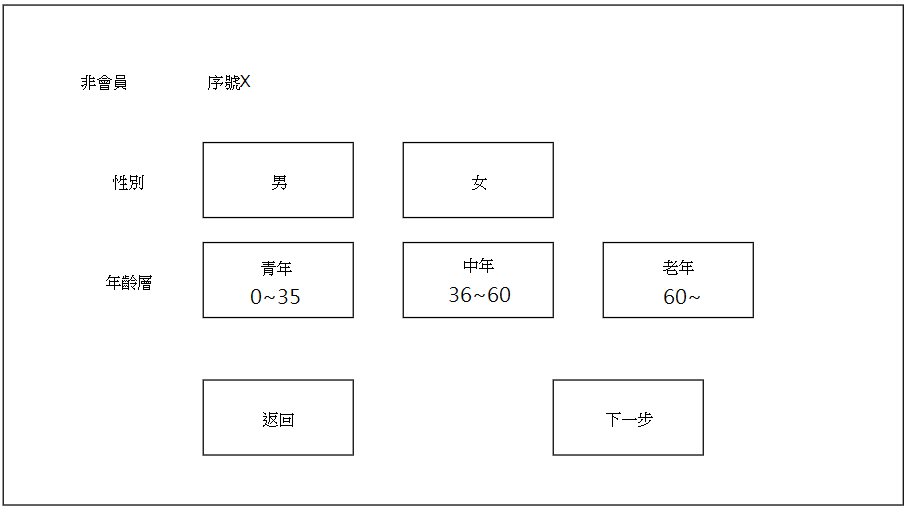 非會員 序號X
性別 男 女
年齡層 青年 中年 老年
0~35 36~60 60~
返回 下一步